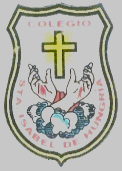 COLEGIO
STA ISABEL DE HUNGRIA